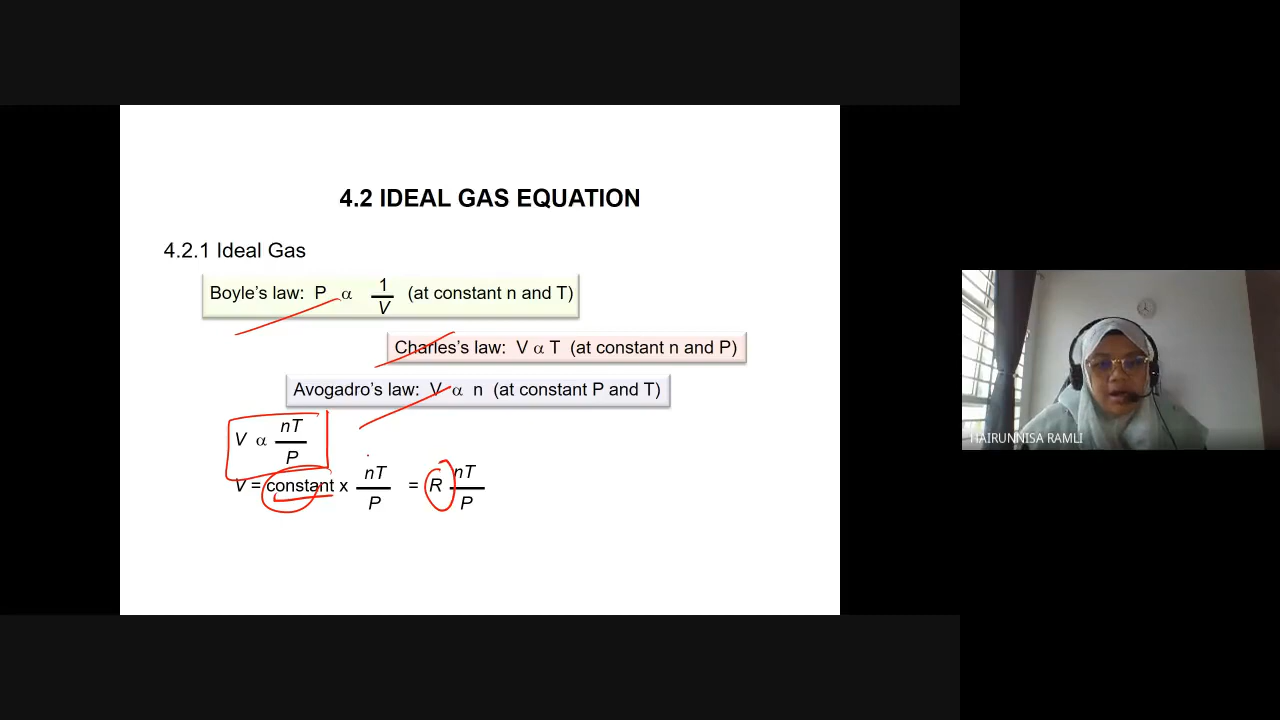 4.2 IDEAL GAS EQUATION
4.2.1 Ideal Gas
Boyle's law: P α 1/V (at constant n and T)
Charles's law: V α T (at constant n and P)
Avogadro's law: V α n (at constant P and T)
V α nT/P
V = constant x nT/P = R nT/P
HAIRUNNISA RAMLI